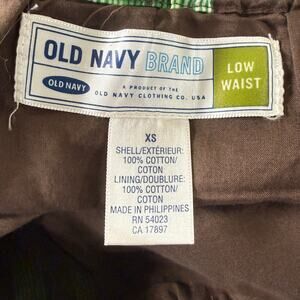 OLD NAVY BRAND
LOW
WAIST
OLD NAVY
A PRODUCT OF THE
OLD NAVY CLOTHING CO. USA
XS
SHELL/EXTÉRIEUR:
100% COTTON/
COTON
LINING/DOUBLURE:
100% COTTON/
COTON
MADE IN PHILIPPINES
RN 54023
CA 17897